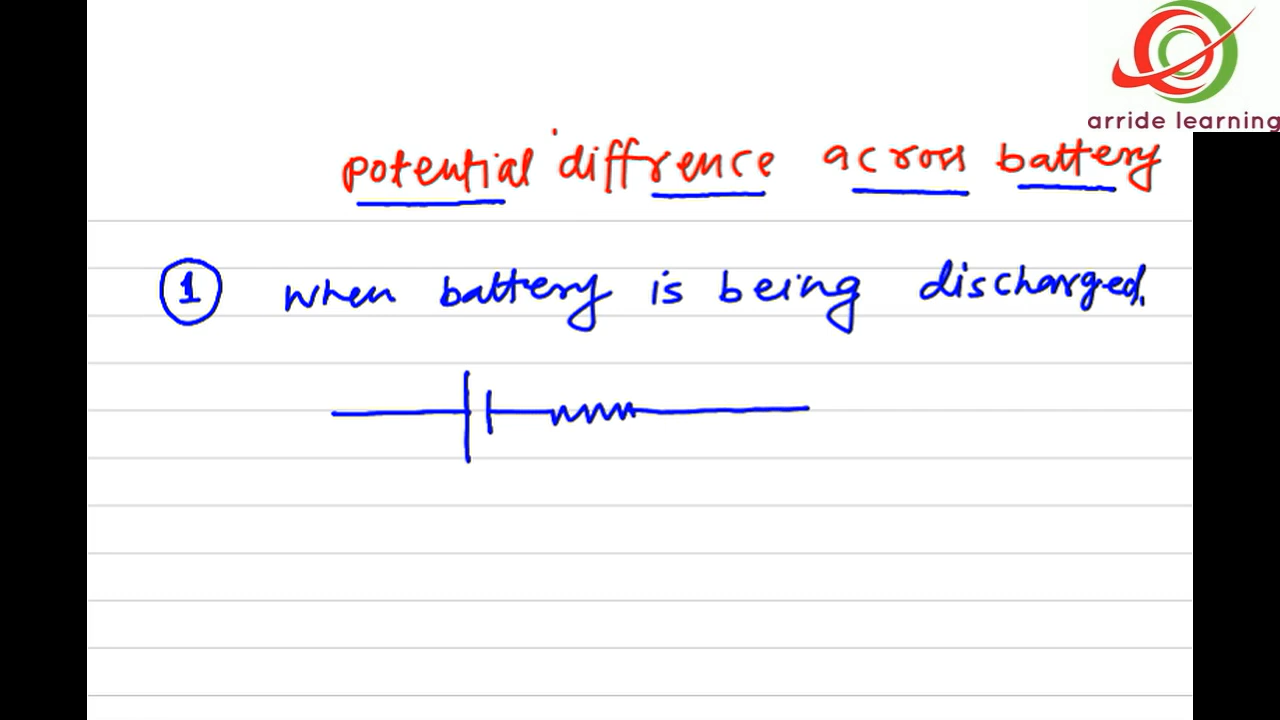 arride learning
potential diffrence across battery
1 when battery is being discharged.